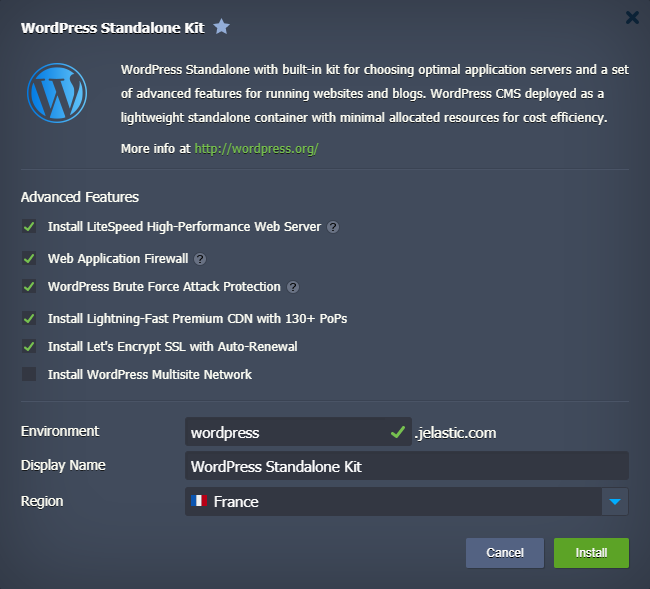 WordPress Standalone Kit
WordPress Standalone with built-in kit for choosing optimal application servers and a set
of advanced features for running websites and blogs. WordPress CMS deployed as a
lightweight standalone container with minimal allocated resources for cost efficiency.
More info at http://wordpress.org/
Advanced Features
Install LiteSpeed High-Performance Web Server ?
Web Application Firewall ?
WordPress Brute Force Attack Protection ?
Install Lightning-Fast Premium CDN with 130+ PoPs
Install Let's Encrypt SSL with Auto-Renewal
Install WordPress Multisite Network
Environment wordpress .jelastic.com
Display Name WordPress Standalone Kit
Region France
Cancel Install